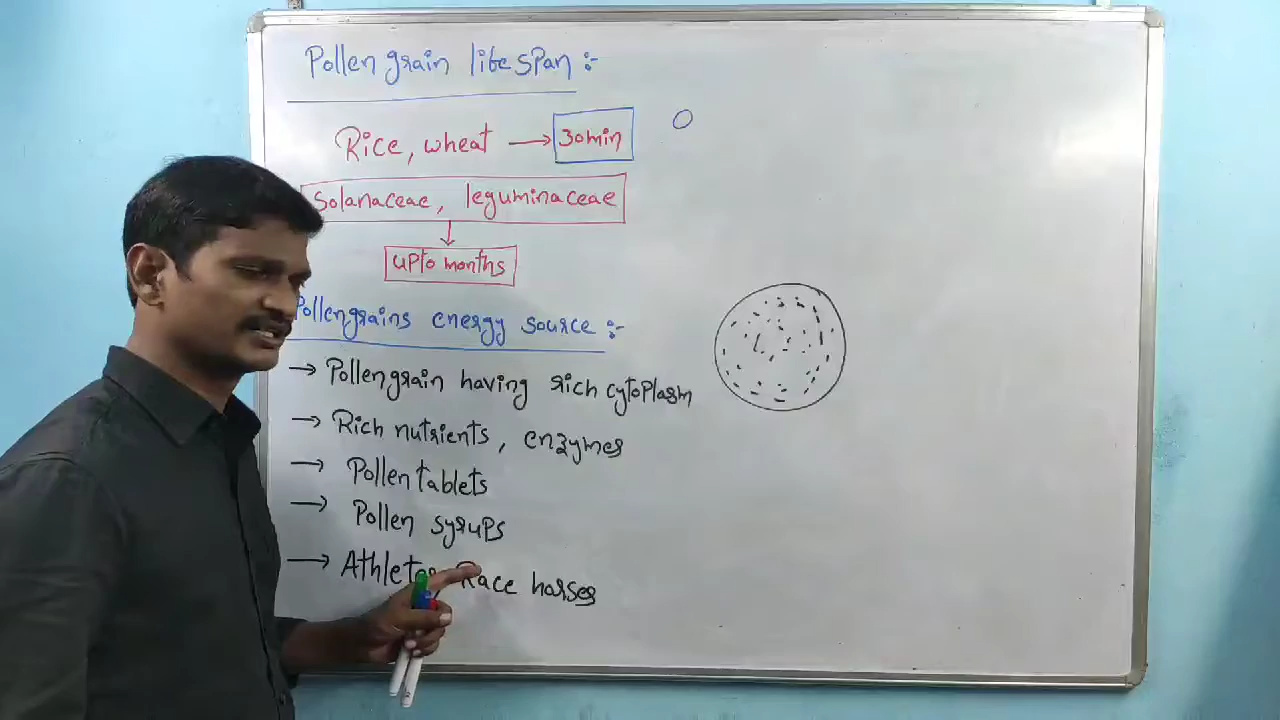 Pollen grain life span :-
Rice, wheat → 30min
Solanaceae, leguminaceae
upto months
Pollengrains energy source :-
→ Pollengrain having rich cytoplasm
→ Rich nutrients, enzymes
→ Pollen tablets
→ Pollen syrups
→ Athletes Race horses